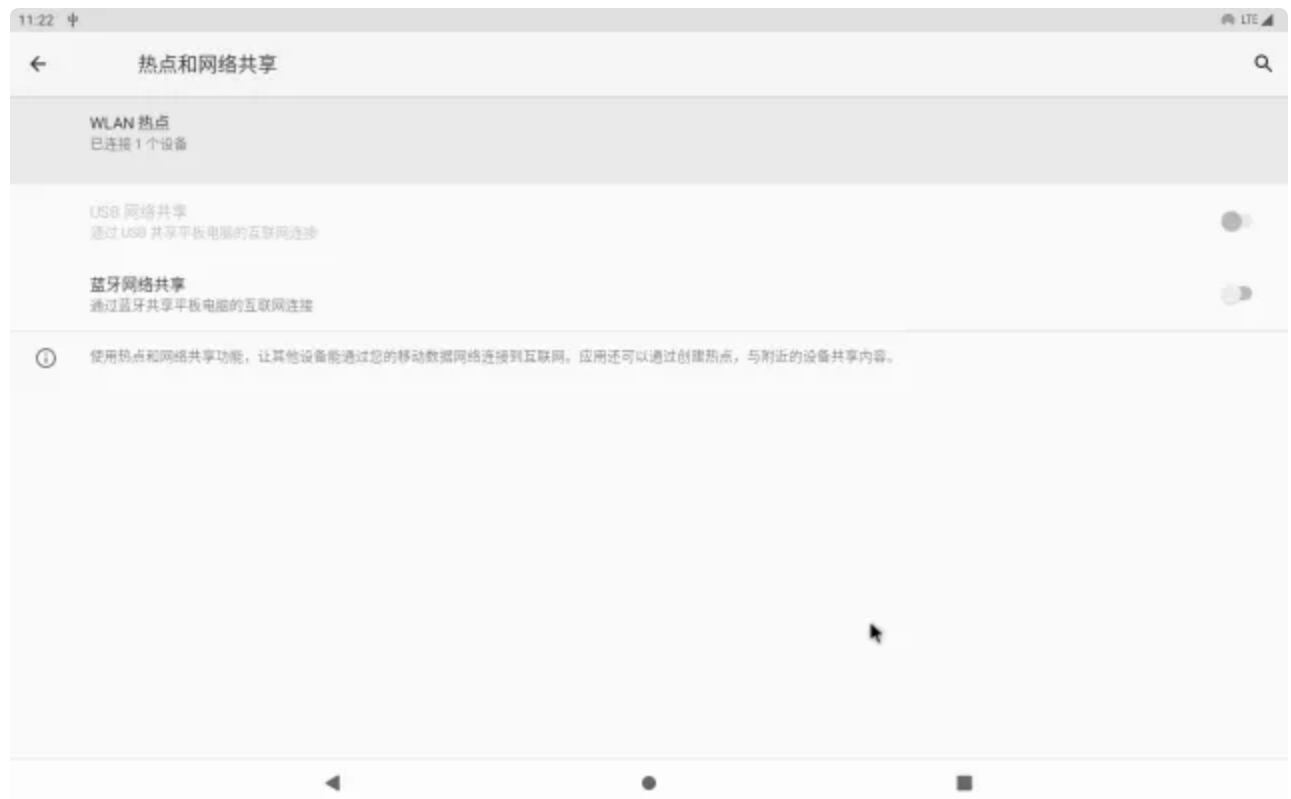 11:22
LTE
热点和网络共享
WLAN 热点
已连接 1 个设备
USB 网络共享
通过 USB 共享平板电脑的互联网连接
蓝牙网络共享
通过蓝牙共享平板电脑的互联网连接
使用热点和网络共享功能，让其他设备能通过您的移动数据网络连接到互联网。应用还可以通过创建热点，与附近的设备共享内容。